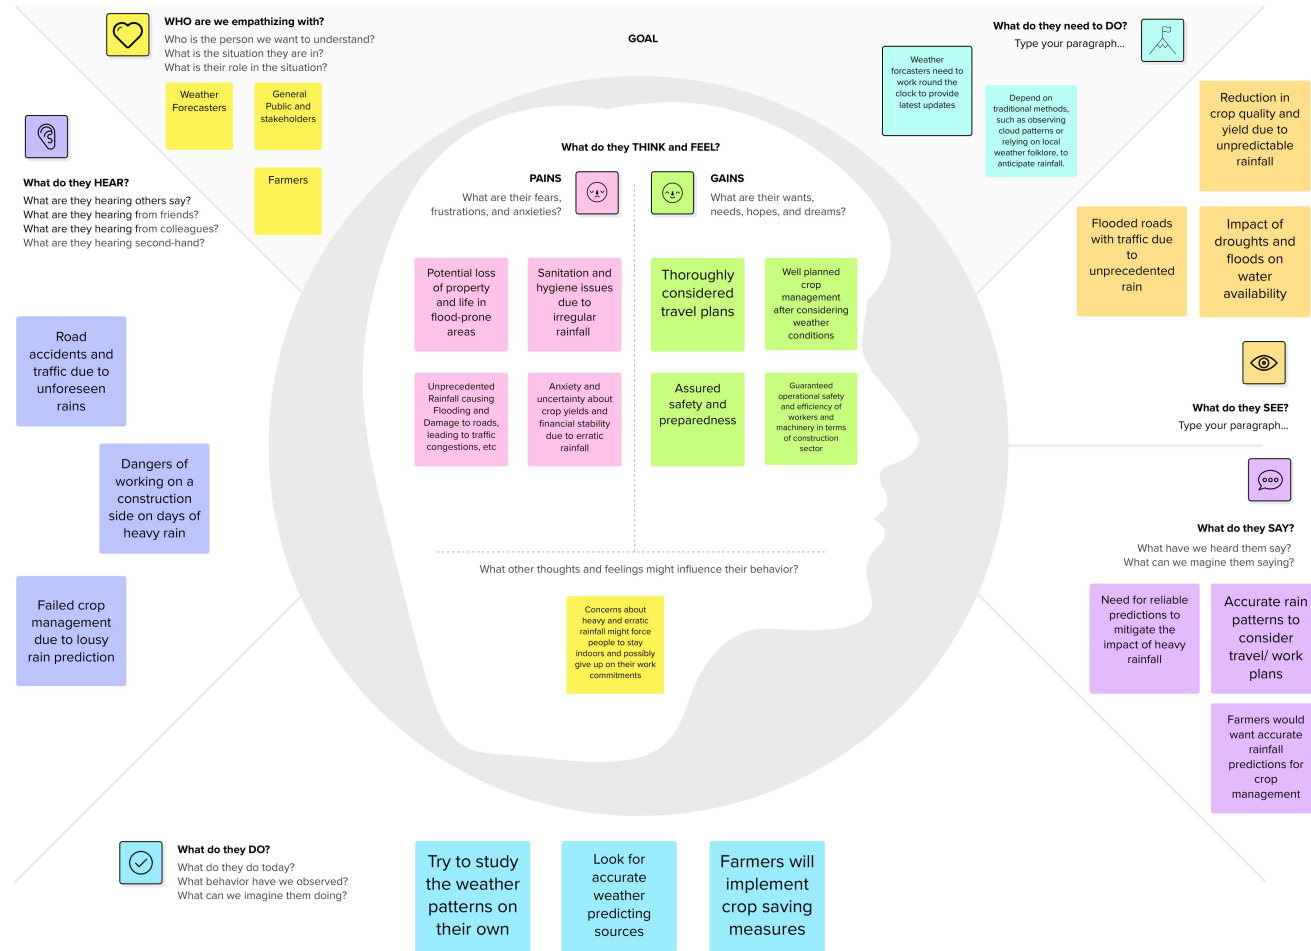 WHO are we empathizing with?
Who is the person we want to understand?
What is the situation they are in?
What is their role in the situation?
Weather
Forecasters
General
Public and
stakeholders
Farmers
GOAL
What do they need to DO?
Type your paragraph...
Weather
forcasters need to
work round the
clock to provide
latest updates
Depend on
traditional methods,
such as observing
cloud patterns or
relying on local
weather folklore, to
anticipate rainfall.
What do they HEAR?
What are they hearing others say?
What are they hearing from friends?
What are they hearing from colleagues?
What are they hearing second-hand?
Road
accidents and
traffic due to
unforeseen
rains
Dangers of
working on a
construction
side on days of
heavy rain
Failed crop
management
due to lousy
rain prediction
What do they THINK and FEEL?
PAINS
What are their fears,
frustrations, and anxieties?
GAINS
What are their wants,
needs, hopes, and dreams?
Potential loss
of property
and life in
flood-prone
areas
Sanitation and
hygiene issues
due to
irregular
rainfall
Unprecedented
Rainfall causing
Flooding and
Damage to roads,
leading to traffic
congestions, etc
Anxiety and
uncertainty about
crop yields and
financial stability
due to erratic
rainfall
Thoroughly
considered
travel plans
Well planned
crop
management
after considering
weather
conditions
Assured
safety and
preparedness
Guaranteed
operational safety
and efficiency of
workers and
machinery in terms
of construction
sector
What other thoughts and feelings might influence their behavior?
Concerns about
heavy and erratic
rainfall might force
people to stay
indoors and possibly
give up on their work
commitments
Reduction in
crop quality and
yield due to
unpredictable
rainfall
Flooded roads
with traffic due
to
unprecedented
rain
Impact of
droughts and
floods on
water
availability
What do they SEE?
Type your paragraph...
What do they SAY?
What have we heard them say?
What can we magine them saying?
Need for reliable
predictions to
mitigate the
impact of heavy
rainfall
Accurate rain
patterns to
consider
travel/ work
plans
Farmers would
want accurate
rainfall
predictions for
crop
management
What do they DO?
What do they do today?
What behavior have we observed?
What can we imagine them doing?
Try to study
the weather
patterns on
their own
Look for
accurate
weather
predicting
sources
Farmers will
implement
crop saving
measures